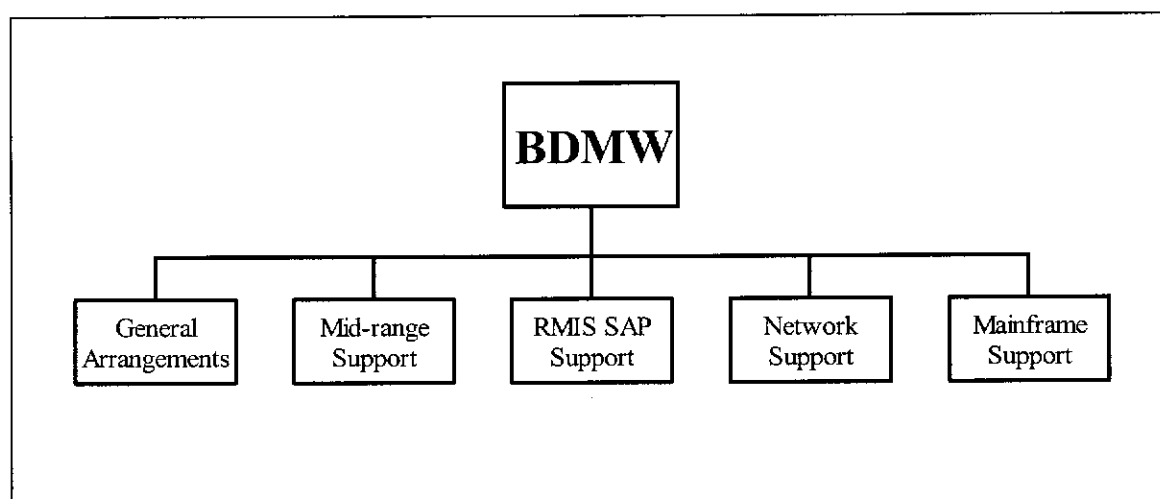 BDMW
General
Arrangements
Mid-range
Support
RMIS SAP
Support
Network
Support
Mainframe
Support